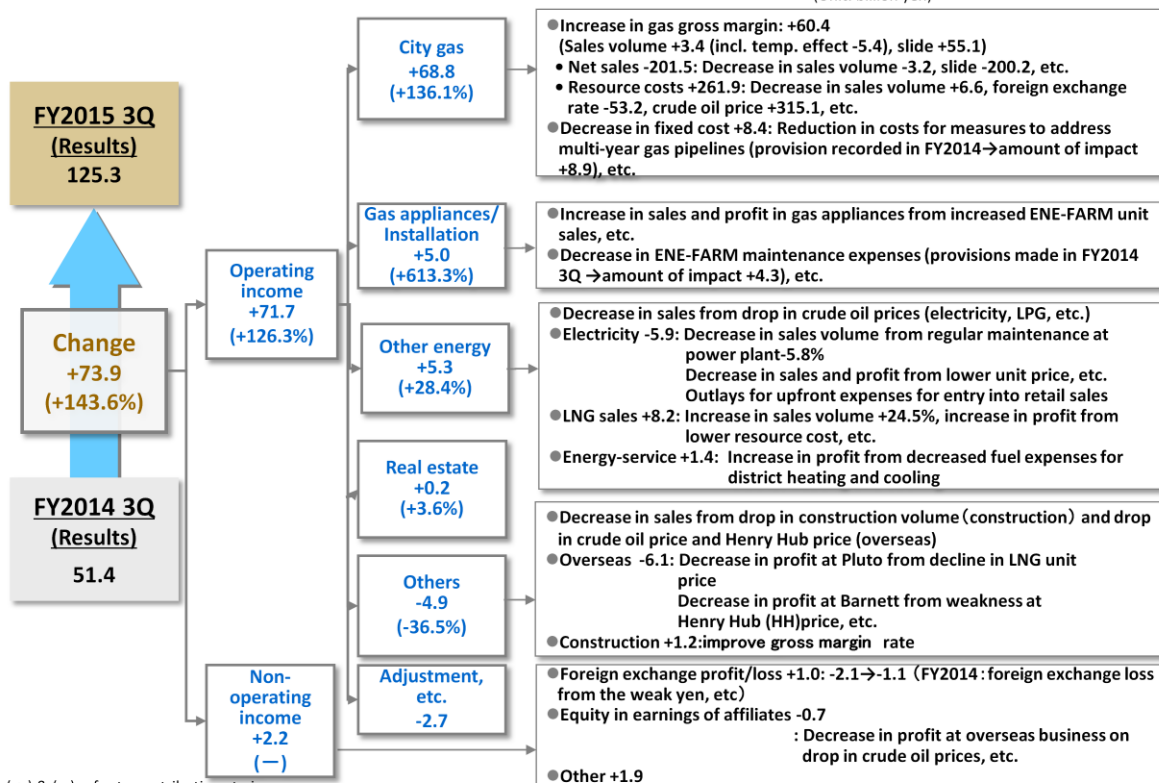 FY2015 3Q
(Results)
125.3
Change
+73.9
(+143.6%)
FY2014 3Q
(Results)
51.4
Operating
income
+71.7
(+126.3%)
Non-
operating
income
+2.2
(—)
City gas
+68.8
(+136.1%)
Gas appliances/
Installation
+5.0
(+613.3%)
Other energy
+5.3
(+28.4%)
Real estate
+0.2
(+3.6%)
Others
-4.9
(-36.5%)
Adjustment,
etc.
-2.7
●Increase in gas gross margin: +60.4
(Sales volume +3.4 (incl. temp. effect -5.4), slide +55.1)
• Net sales -201.5: Decrease in sales volume -3.2, slide -200.2, etc.
• Resource costs +261.9: Decrease in sales volume +6.6, foreign exchange
rate -53.2, crude oil price +315.1, etc.
●Decrease in fixed cost +8.4: Reduction in costs for measures to address
multi-year gas pipelines (provision recorded in FY2014→amount of impact
+8.9), etc.
●Increase in sales and profit in gas appliances from increased ENE-FARM unit
sales, etc.
●Decrease in ENE-FARM maintenance expenses (provisions made in FY2014
3Q →amount of impact +4.3), etc.
●Decrease in sales from drop in crude oil prices (electricity, LPG, etc.)
●Electricity -5.9: Decrease in sales volume from regular maintenance at
power plant-5.8%
Decrease in sales and profit from lower unit price, etc.
Outlays for upfront expenses for entry into retail sales
●LNG sales +8.2: Increase in sales volume +24.5%, increase in profit from
lower resource cost, etc.
●Energy-service +1.4: Increase in profit from decreased fuel expenses for
district heating and cooling
●Decrease in sales from drop in construction volume（construction）and drop
in crude oil price and Henry Hub price (overseas)
●Overseas -6.1: Decrease in profit at Pluto from decline in LNG unit
price
Decrease in profit at Barnett from weakness at
Henry Hub (HH)price, etc.
●Construction +1.2:improve gross margin rate
●Foreign exchange profit/loss +1.0: -2.1→-1.1（FY2014：foreign exchange loss
from the weak yen, etc）
●Equity in earnings of affiliates -0.7
: Decrease in profit at overseas business on
drop in crude oil prices, etc.
●Other +1.9